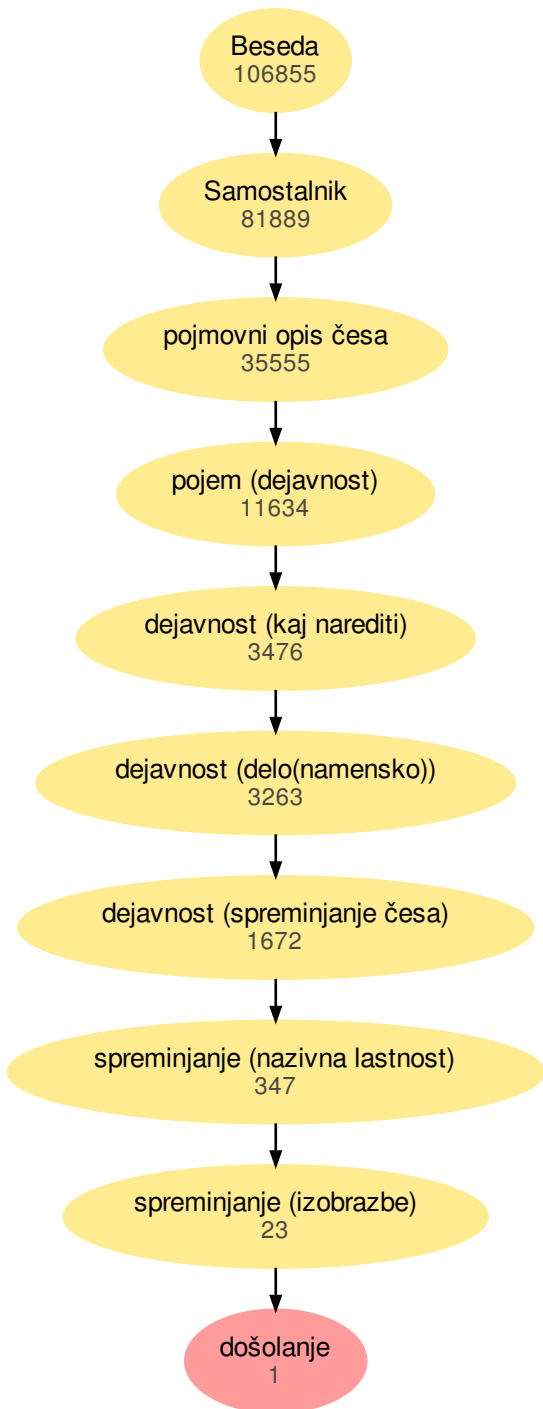 Beseda
106855
Samostalnik
81889
pojmovni opis česa
35555
pojem (dejavnost)
11634
dejavnost (kaj narediti)
3476
dejavnost (delo(namensko))
3263
dejavnost (spreminjanje česa)
1672
spreminjanje (nazivna lastnost)
347
spreminjanje (izobrazbe)
23
došolanje
1